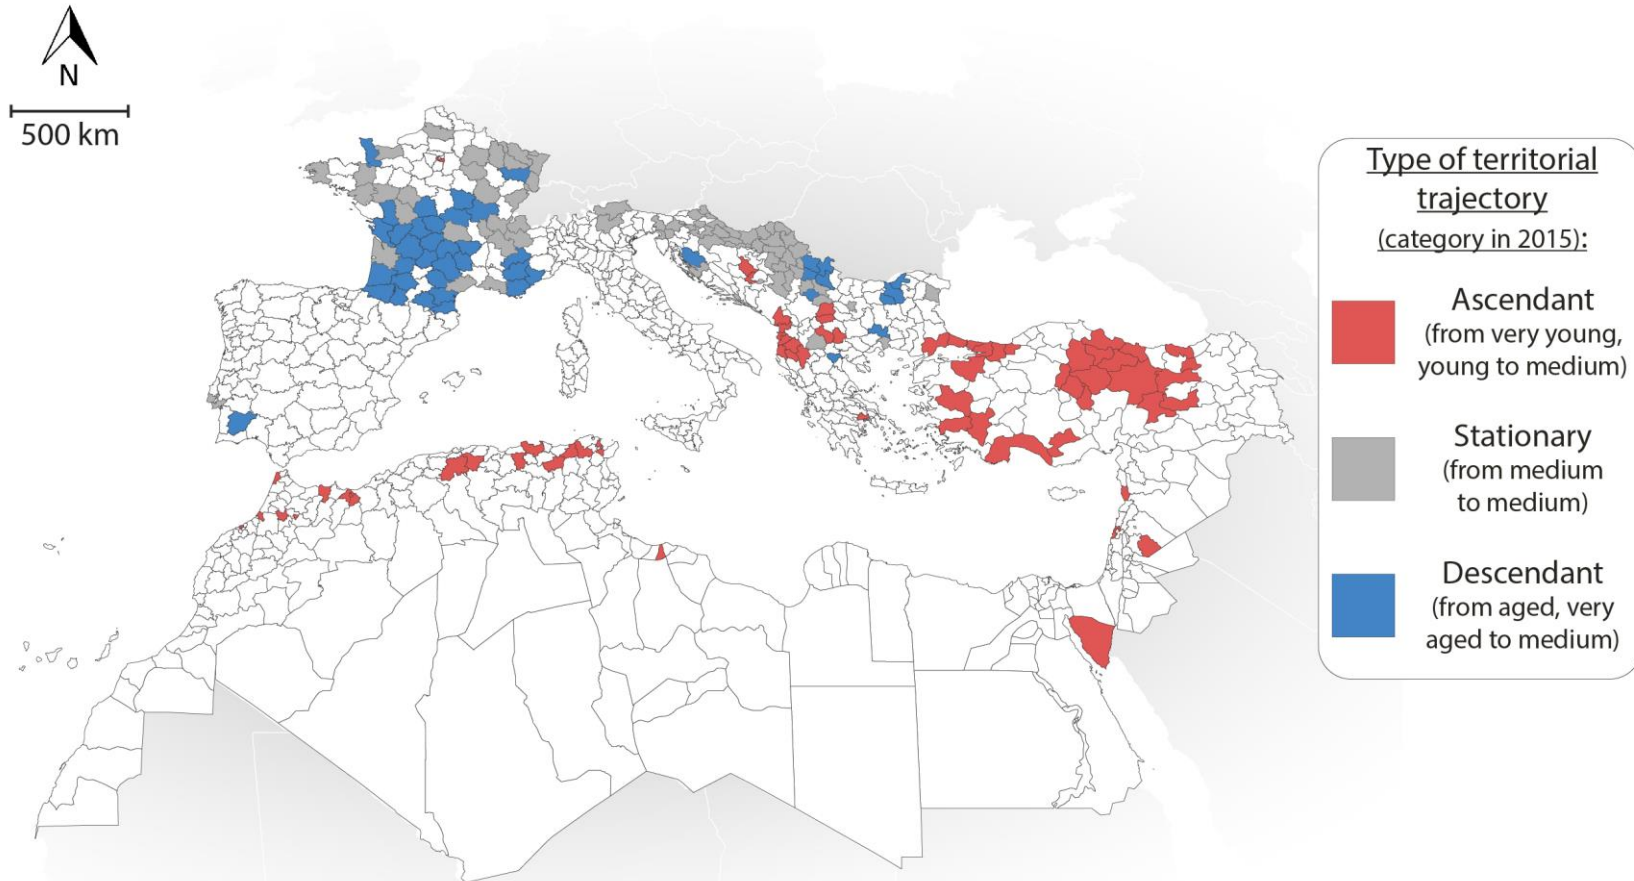 N
500 km
Type of territorial
trajectory
(category in 2015):
Ascendant
(from very young,
young to medium)
Stationary
(from medium
to medium)
Descendant
(from aged, very
aged to medium)